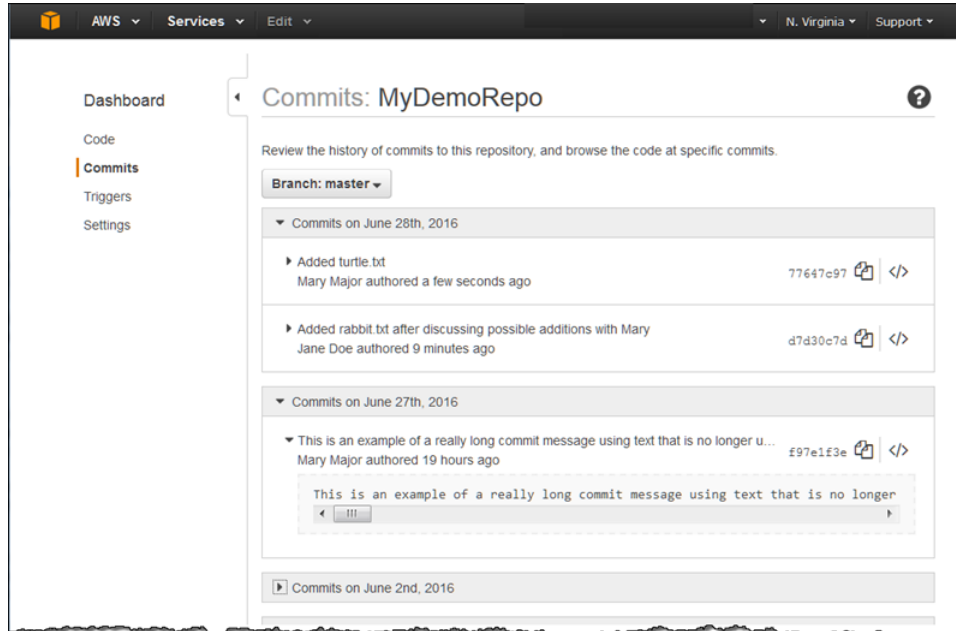 AWS Services Edit N. Virginia Support
Dashboard
Code
Commits
Triggers
Settings
Commits: MyDemoRepo
?
Review the history of commits to this repository, and browse the code at specific commits.
Branch: master
Commits on June 28th, 2016
Added turtle.txt
Mary Major authored a few seconds ago
77647c97 </>
Added rabbit.txt after discussing possible additions with Mary
Jane Doe authored 9 minutes ago
d7d30c7d </>
Commits on June 27th, 2016
This is an example of a really long commit message using text that is no longer u...
Mary Major authored 19 hours ago
f97e1f3e </>
This is an example of a really long commit message using text that is no longer
Commits on June 2nd, 2016